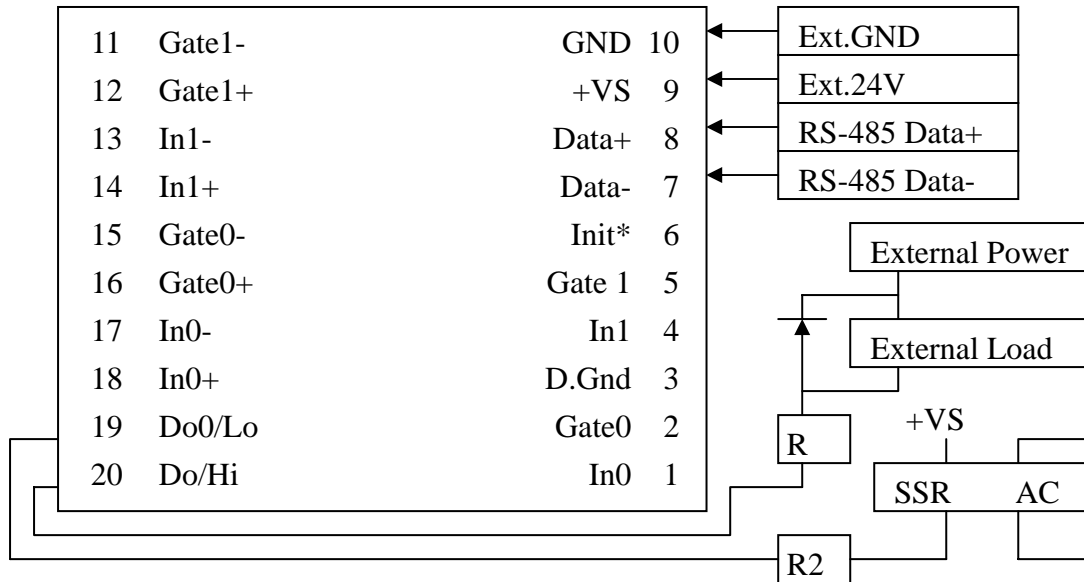 11 Gate1- GND 10 Ext.GND
12 Gate1+ +VS 9 Ext.24V
13 In1- Data+ 8 RS-485 Data+
14 In1+ Data- 7 RS-485 Data-
15 Gate0- Init* 6
External Power
16 Gate0+ Gate 1 5
17 In0- In1 4
External Load
18 In0+ D.Gnd 3
19 Do0/Lo Gate0 2
+VS
R
20 Do/Hi In0 1
SSR AC
R2